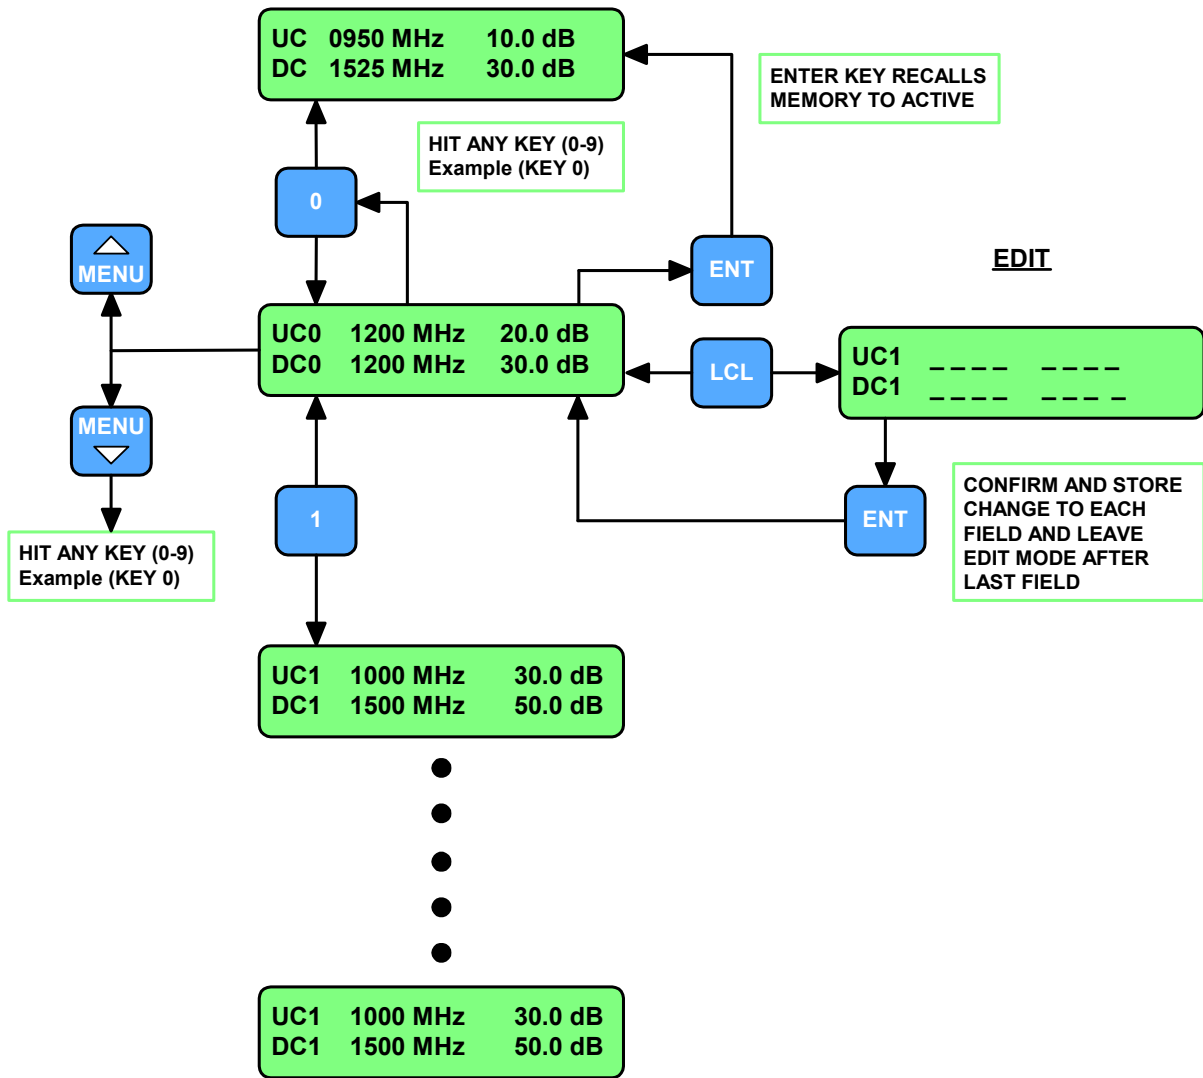 UC 0950 MHz 10.0 dB
DC 1525 MHz 30.0 dB
ENTER KEY RECALLS
MEMORY TO ACTIVE
HIT ANY KEY (0-9)
Example (KEY 0)
0
MENU
ENT
EDIT
UC0 1200 MHz 20.0 dB
DC0 1200 MHz 30.0 dB
LCL
UC1 _ _ _ _ _ _ _ _
DC1 _ _ _ _ _ _ _ _
MENU
1
ENT
CONFIRM AND STORE
CHANGE TO EACH
FIELD AND LEAVE
EDIT MODE AFTER
LAST FIELD
HIT ANY KEY (0-9)
Example (KEY 0)
UC1 1000 MHz 30.0 dB
DC1 1500 MHz 50.0 dB
UC1 1000 MHz 30.0 dB
DC1 1500 MHz 50.0 dB